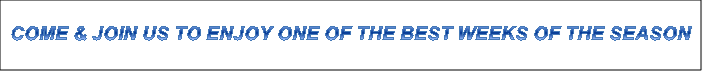 COME & JOIN US TO ENJOY ONE OF THE BEST WEEKS OF THE SEASON